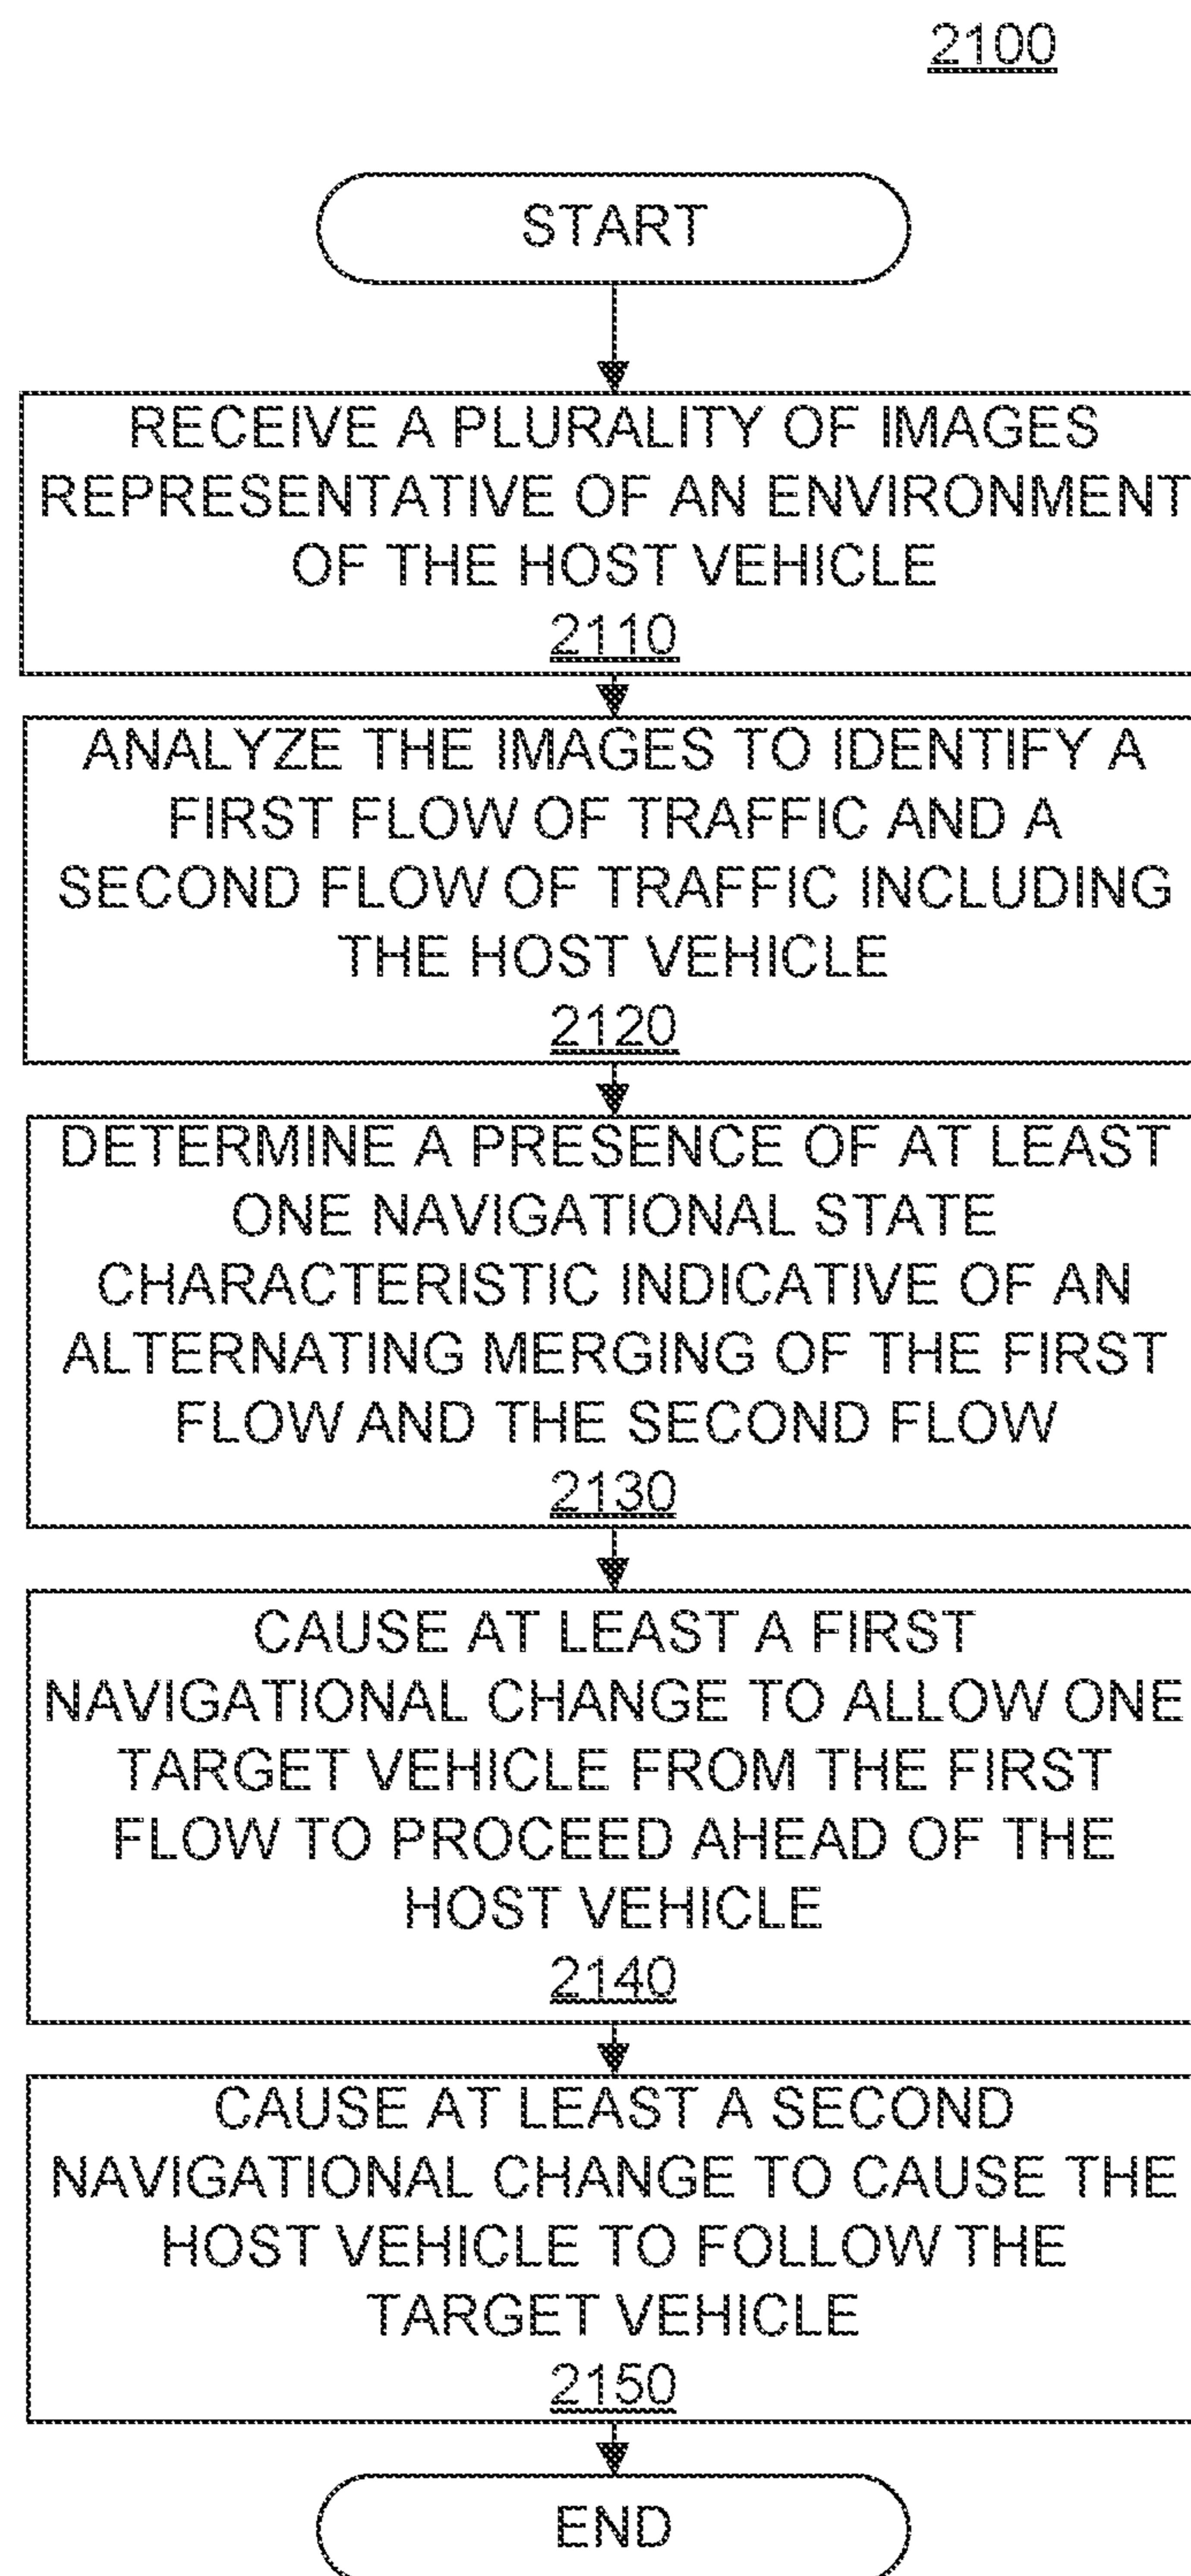 2100
START
RECEIVE A PLURALITY OF IMAGES
REPRESENTATIVE OF AN ENVIRONMENT
OF THE HOST VEHICLE
2110
ANALYZE THE IMAGES TO IDENTIFY A
FIRST FLOW OF TRAFFIC AND A
SECOND FLOW OF TRAFFIC INCLUDING
THE HOST VEHICLE
2120
DETERMINE A PRESENCE OF AT LEAST
ONE NAVIGATIONAL STATE
CHARACTERISTIC INDICATIVE OF AN
ALTERNATING MERGING OF THE FIRST
FLOW AND THE SECOND FLOW
2130
CAUSE AT LEAST A FIRST
NAVIGATIONAL CHANGE TO ALLOW ONE
TARGET VEHICLE FROM THE FIRST
FLOW TO PROCEED AHEAD OF THE
HOST VEHICLE
2140
CAUSE AT LEAST A SECOND
NAVIGATIONAL CHANGE TO CAUSE THE
HOST VEHICLE TO FOLLOW THE
TARGET VEHICLE
2150
END